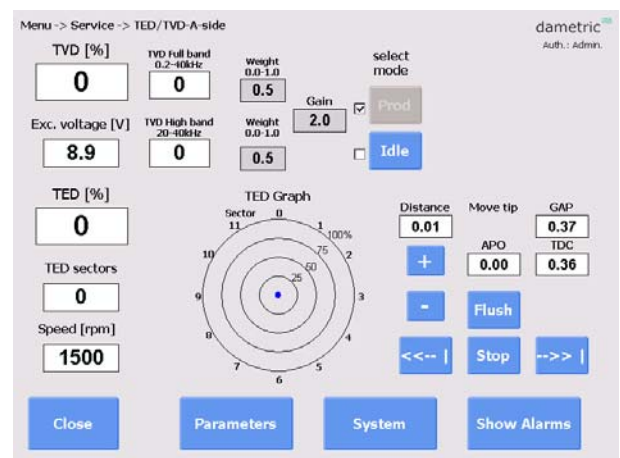 Menu -> Service -> TED/TVD-A-side
dametric
Auth.: Admin.
TVD [%]
0
TVD Full band
0.2-40kHz
0
Weight
0.0-1.0
0.5
Gain
2.0
select
mode
Prod
Exc. voltage [V]
8.9
TVD High band
20-40kHz
0
Weight
0.0-1.0
0.5
Idle
TED [%]
0
TED sectors
0
Speed [rpm]
1500
TED Graph
Sector
0
1
2
3
4
5
6
7
8
9
10
11
100%
75
50
25
Distance
0.01
Move tip
GAP
0.37
+
APO
0.00
TDC
0.36
-
Flush
<<-- |
Stop
-->> |
Close
Parameters
System
Show Alarms